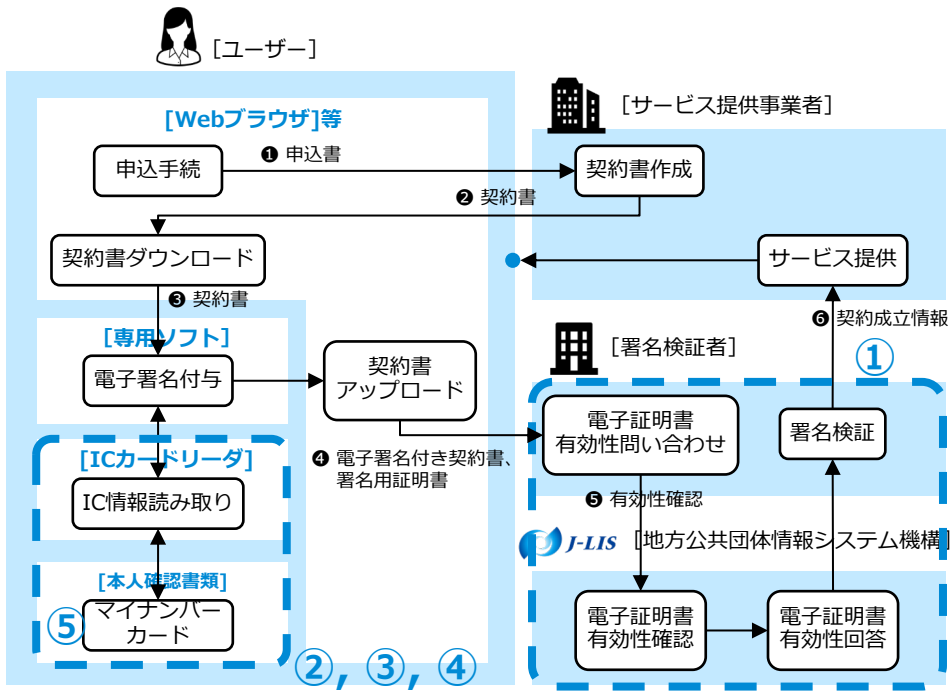 [ユーザー]
[サービス提供事業者]
[Webブラウザ]等
申込手続
❶ 申込書
契約書作成
❷ 契約書
契約書ダウンロード
サービス提供
❸ 契約書
❻ 契約成立情報
[専用ソフト]
[署名検証者]
①
電子署名付与
契約書
アップロード
電子証明書
有効性問い合わせ
署名検証
[ICカードリーダ]
❹ 電子署名付き契約書、
署名用証明書
IC情報読み取り
❺ 有効性確認
J-LIS [地方公共団体情報システム機構]
[本人確認書類]
⑤
マイナンバー
カード
電子証明書
有効性確認
電子証明書
有効性回答
②, ③, ④